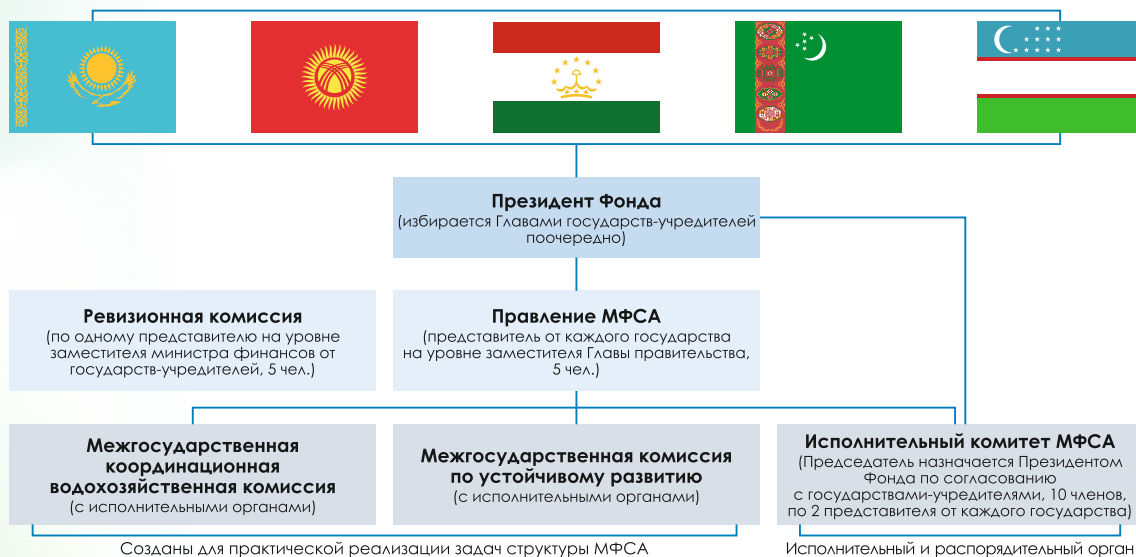 Президент Фонда
(избирается Главами государств-учредителей
поочередно)
Ревизионная комиссия
(по одному представителю на уровне
заместителя министра финансов от
государств-учредителей, 5 чел.)
Правление МФСА
(представитель от каждого государства
на уровне заместителя Главы правительства,
5 чел.)
Межгосударственная
координационная
водохозяйственная комиссия
(с исполнительными органами)
Межгосударственная комиссия
по устойчивому развитию
(с исполнительными органами)
Исполнительный комитет МФСА
(Председатель назначается Президентом
Фонда по согласованию
с государствами-учредителями, 10 членов,
по 2 представителя от каждого государства)
Созданы для практической реализации задач структуры МФСА
Исполнительный и распорядительный орган